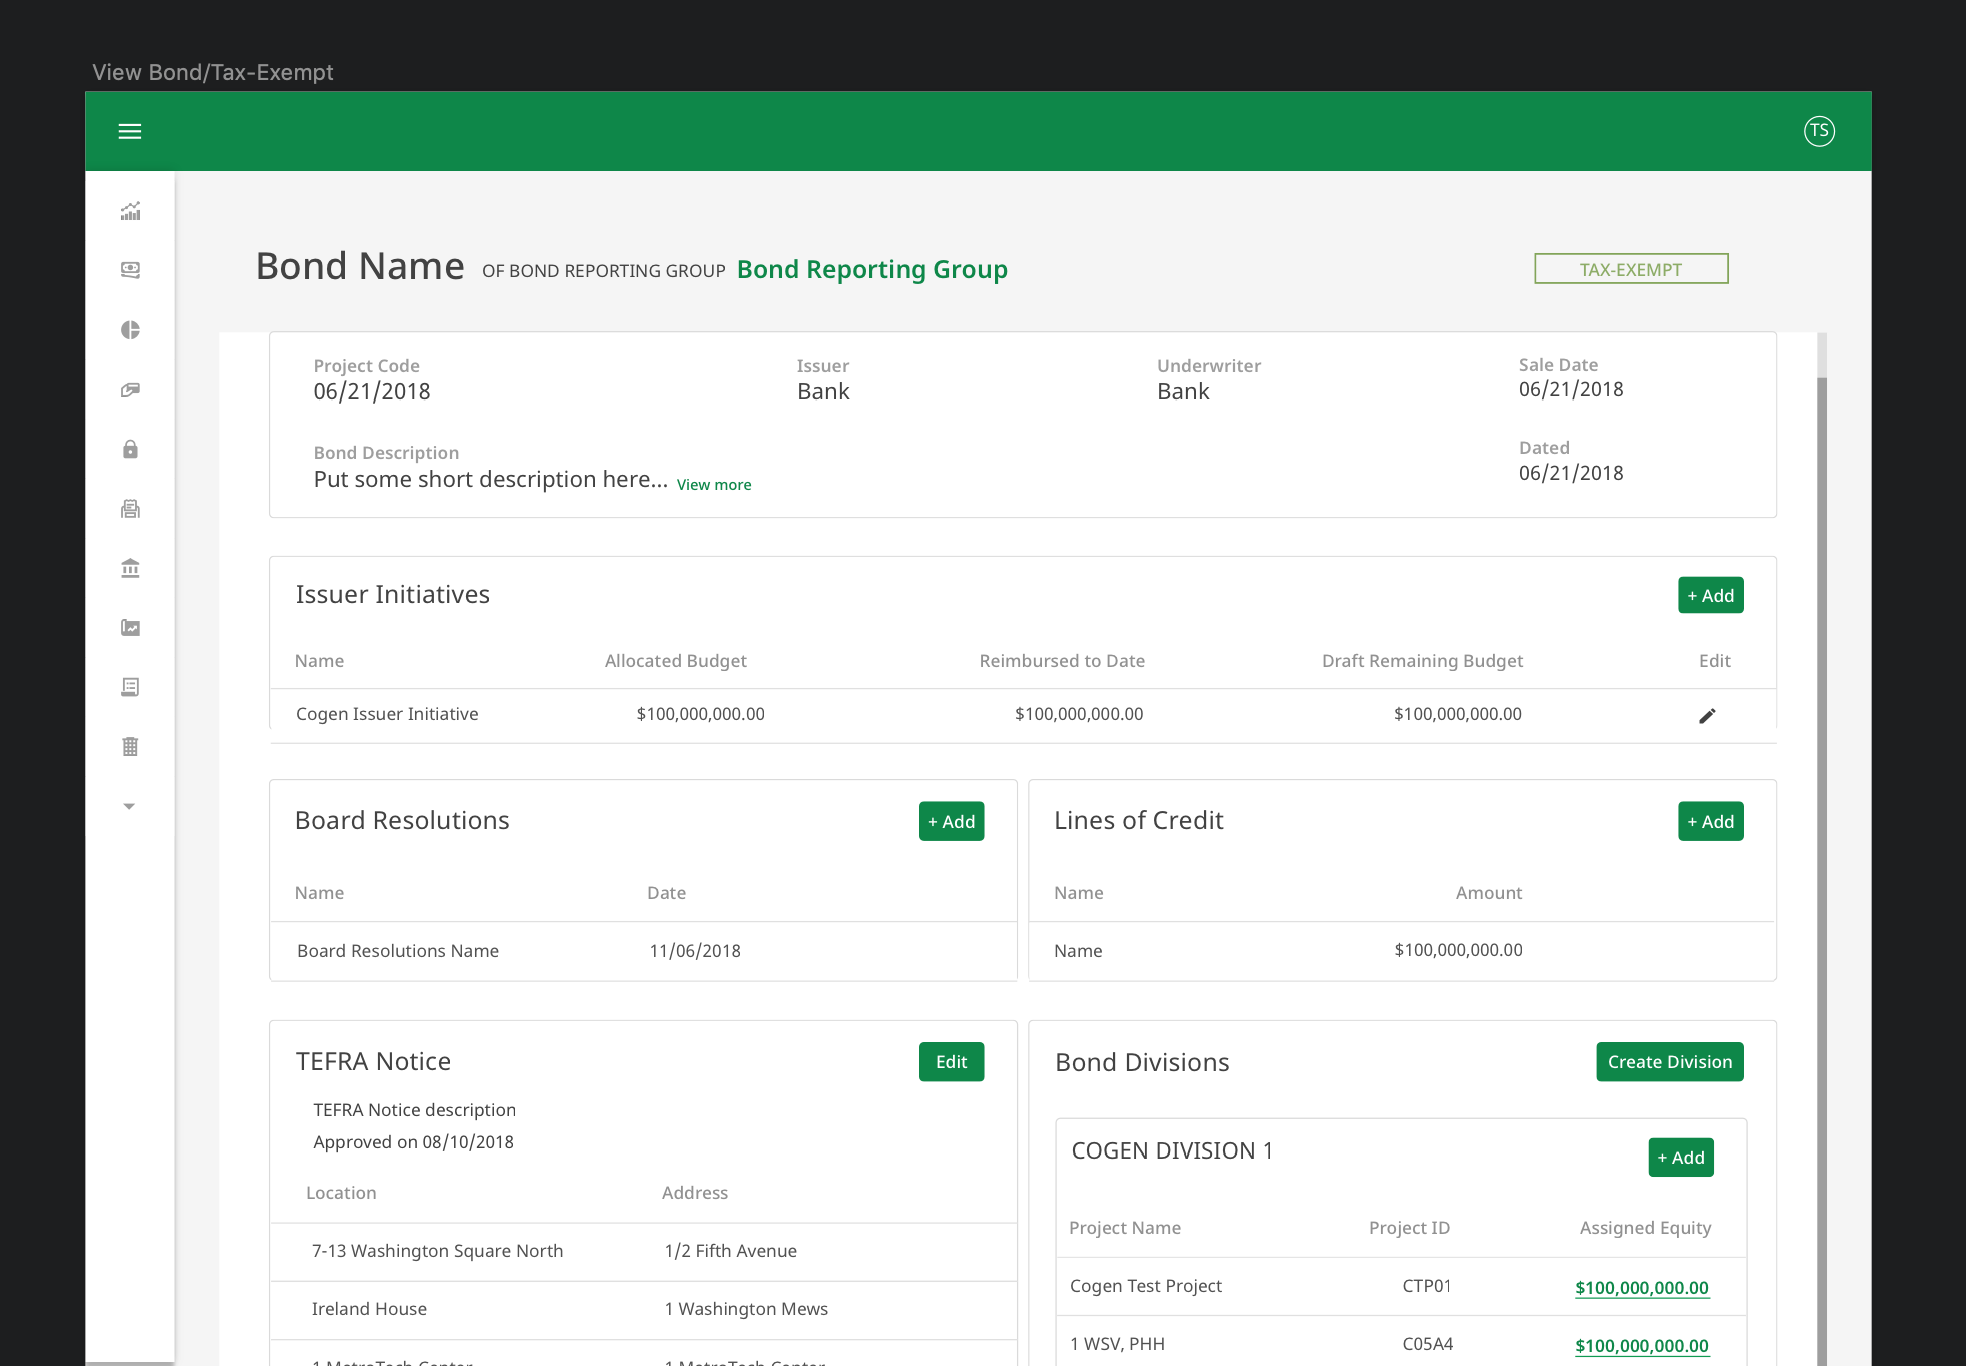 View Bond/Tax-Exempt
TS
Bond Name OF BOND REPORTING GROUP Bond Reporting Group TAX-EXEMPT
Project Code Issuer Underwriter Sale Date
06/21/2018 Bank Bank 06/21/2018
Bond Description Dated
Put some short description here... View more 06/21/2018
Issuer Initiatives + Add
Name Allocated Budget Reimbursed to Date Draft Remaining Budget Edit
Cogen Issuer Initiative $100,000,000.00 $100,000,000.00 $100,000,000.00
Board Resolutions + Add
Name Date
Board Resolutions Name 11/06/2018
Lines of Credit + Add
Name Amount
Name $100,000,000.00
TEFRA Notice Edit
TEFRA Notice description
Approved on 08/10/2018
Location Address
7-13 Washington Square North 1/2 Fifth Avenue
Ireland House 1 Washington Mews
1 MetroTech Center 1 MetroTech Center
Bond Divisions Create Division
COGEN DIVISION 1 + Add
Project Name Project ID Assigned Equity
Cogen Test Project CTP01 $100,000,000.00
1 WSV, PHH C05A4 $100,000,000.00